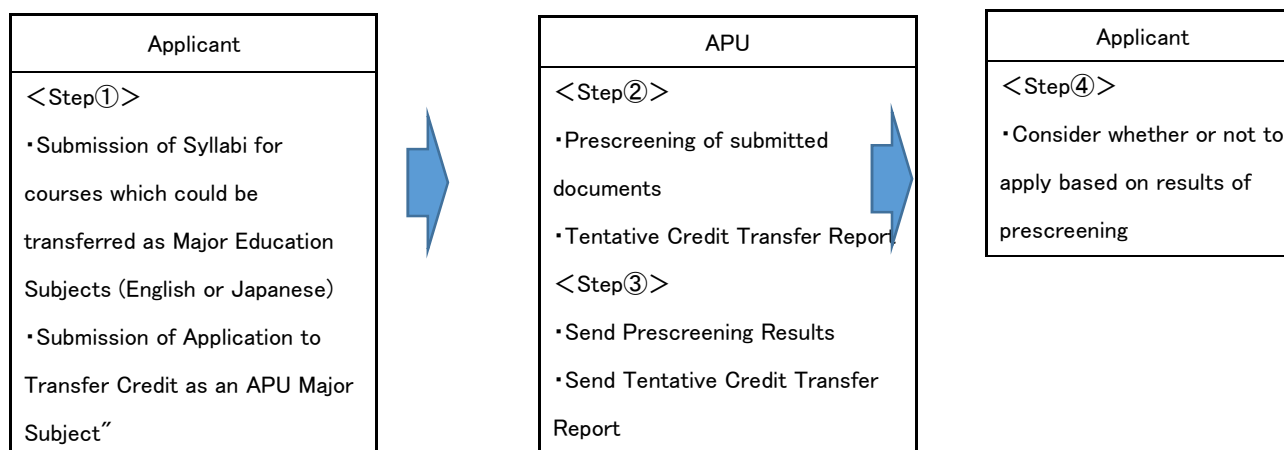 Applicant
<Step①>
・Submission of Syllabi for
courses which could be
transferred as Major Education
Subjects (English or Japanese)
・Submission of Application to
Transfer Credit as an APU Major
Subject"
APU
<Step②>
・Prescreening of submitted
documents
・Tentative Credit Transfer Report
<Step③>
・Send Prescreening Results
・Send Tentative Credit Transfer
Report
Applicant
<Step④>
・Consider whether or not to
apply based on results of
prescreening